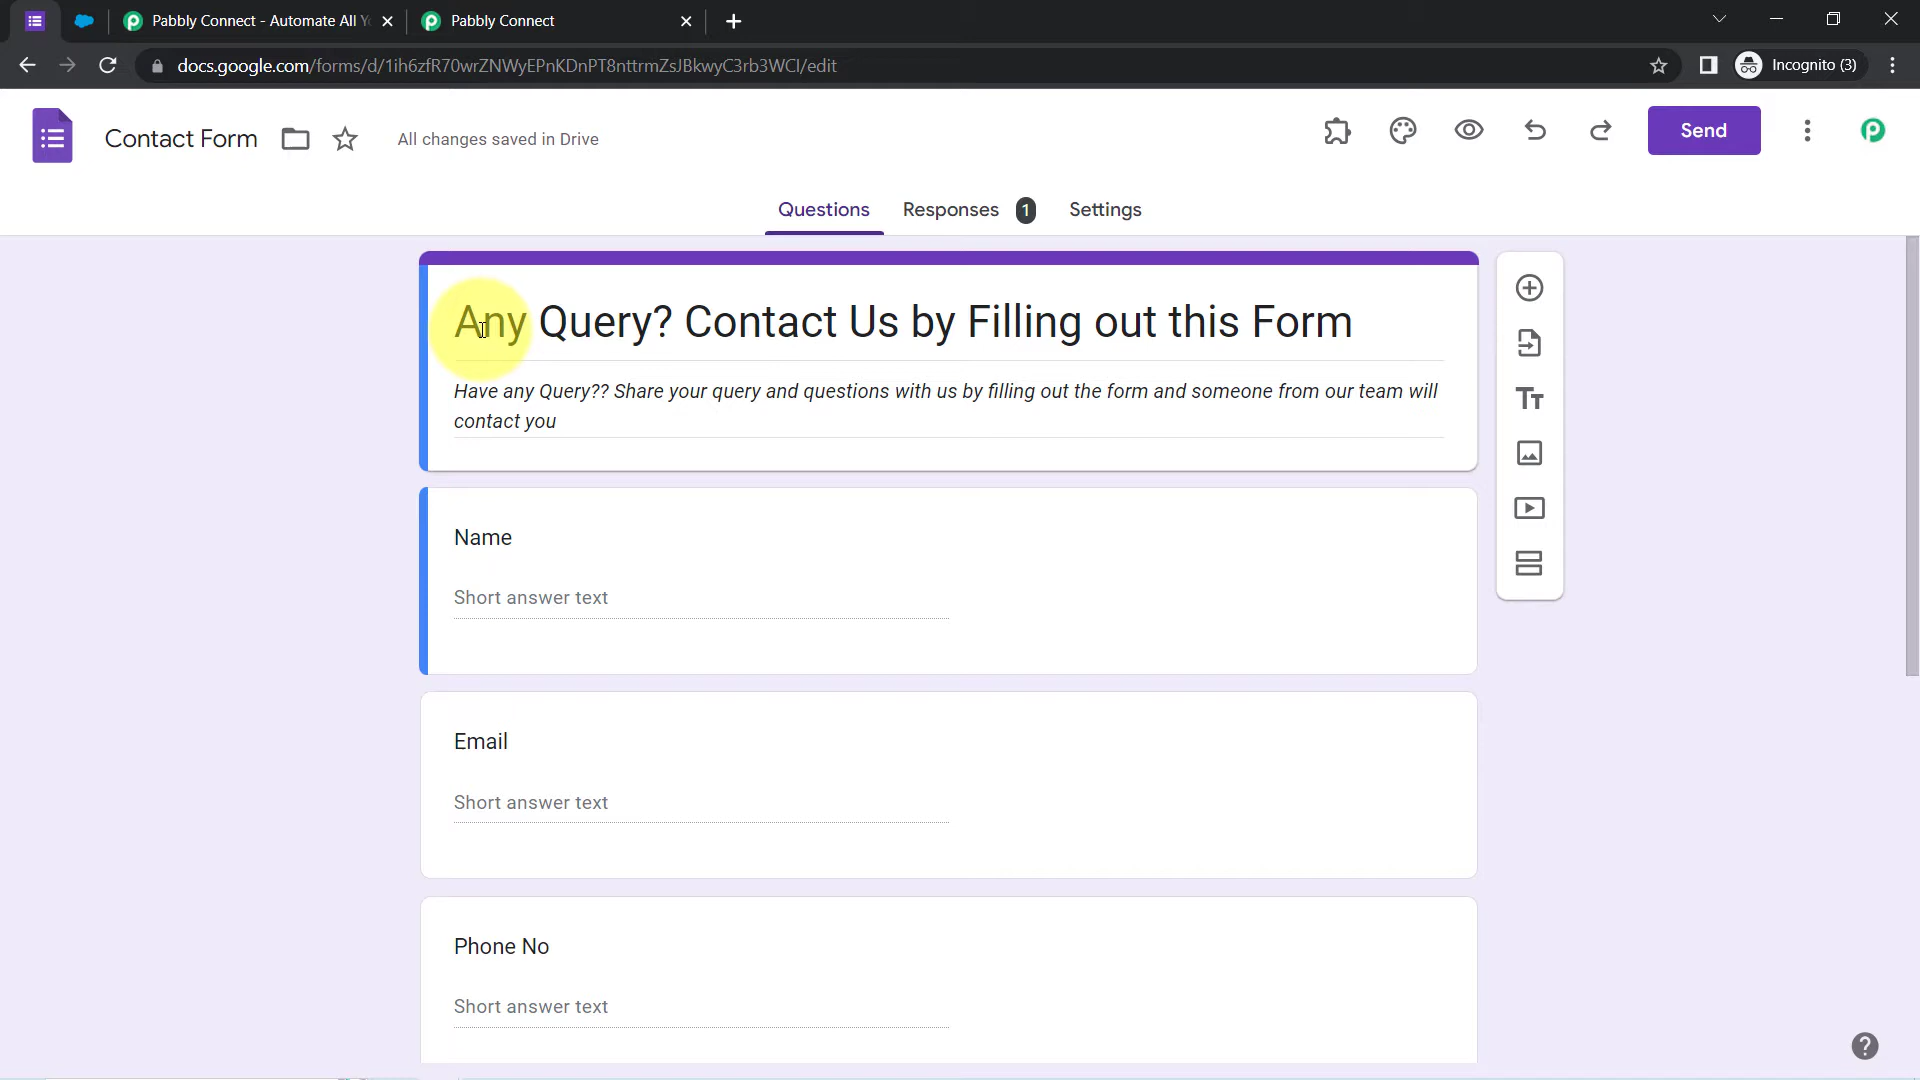 Pabbly Connect - Automate All Y
Pabbly Connect
docs.google.com/forms/d/1ih6zfR70wrZNWyEPnKDnPT8nttrmZsJBkwyC3rb3WCI/edit
Incognito (3)
Contact Form
All changes saved in Drive
Send
Questions
Responses 1
Settings
Any Query? Contact Us by Filling out this Form
Have any Query?? Share your query and questions with us by filling out the form and someone from our team will
contact you
Name
Short answer text
Email
Short answer text
Phone No
Short answer text